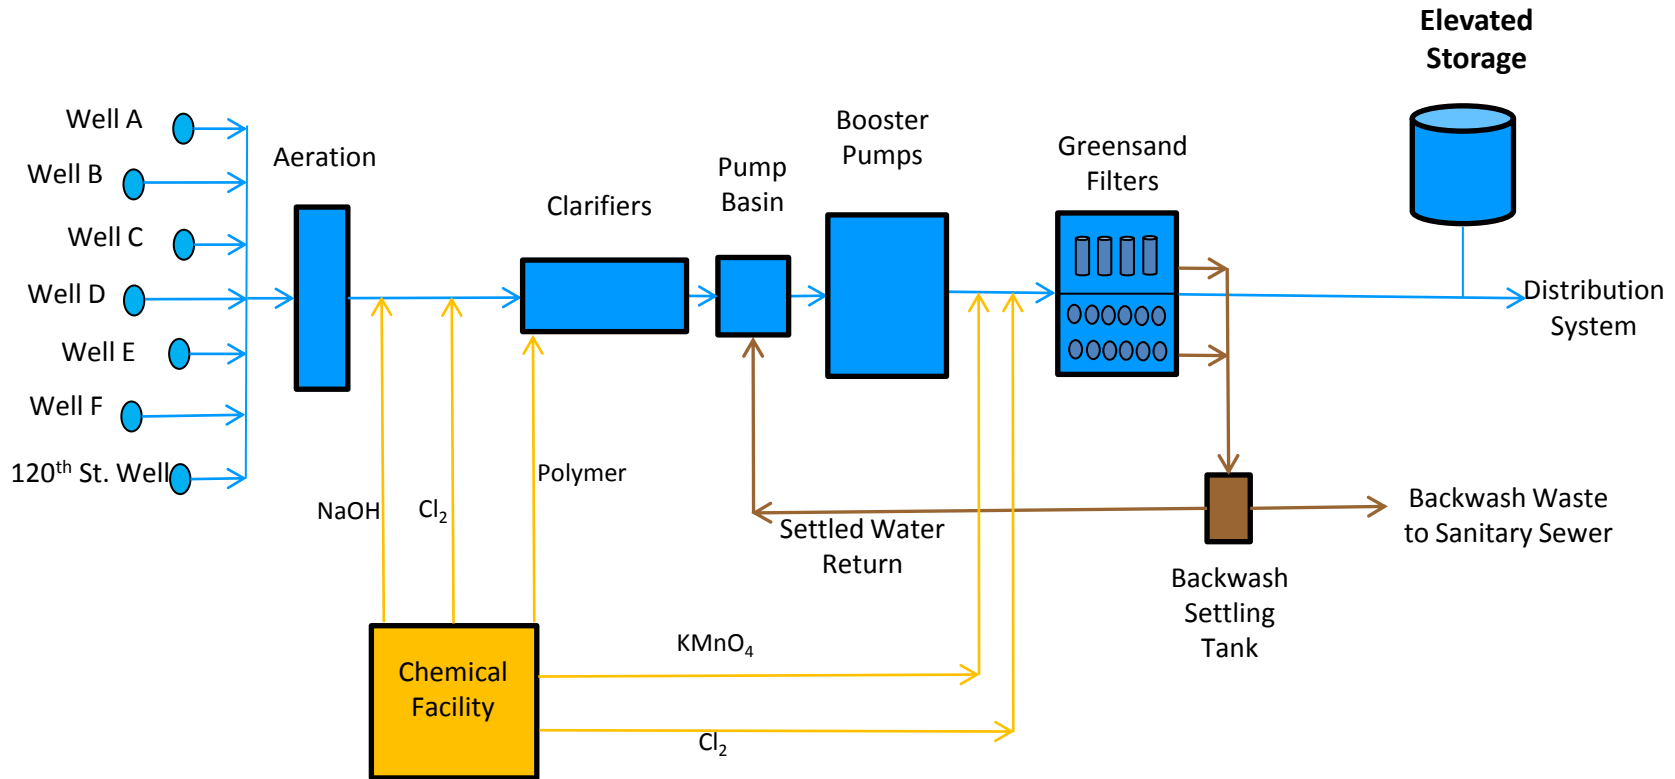 Elevated
Storage
Well A
Well B
Well C
Well D
Well E
Well F
120th St. Well
Aeration
Clarifiers
Pump
Basin
Booster
Pumps
Greensand
Filters
Distribution
System
NaOH
Cl2
Polymer
Settled Water
Return
Backwash Waste
to Sanitary Sewer
Backwash
Settling
Tank
Chemical
Facility
KMnO4
Cl2